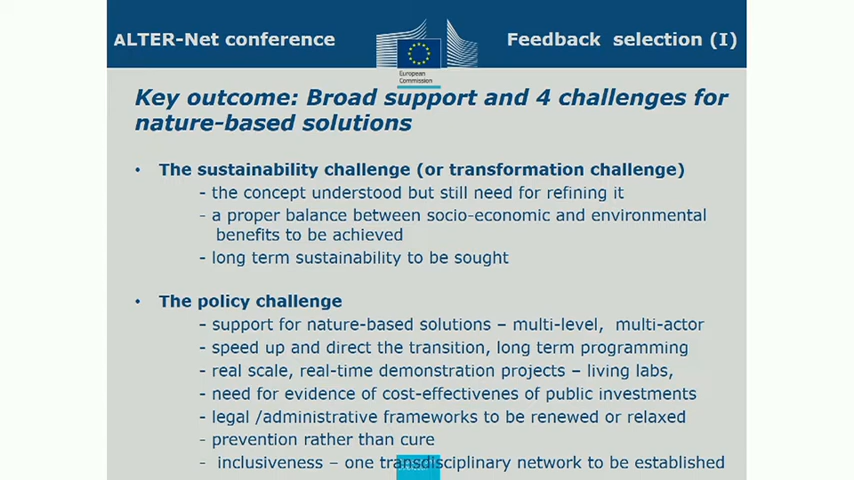 ALTER-Net conference
Feedback selection (I)
European
Commission
Key outcome: Broad support and 4 challenges for
nature-based solutions
• The sustainability challenge (or transformation challenge)
- the concept understood but still need for refining it
- a proper balance between socio-economic and environmental
benefits to be achieved
- long term sustainability to be sought
• The policy challenge
- support for nature-based solutions – multi-level, multi-actor
- speed up and direct the transition, long term programming
- real scale, real-time demonstration projects – living labs,
- need for evidence of cost-effectivenes of public investments
- legal /administrative frameworks to be renewed or relaxed
- prevention rather than cure
- inclusiveness – one transdisciplinary network to be established